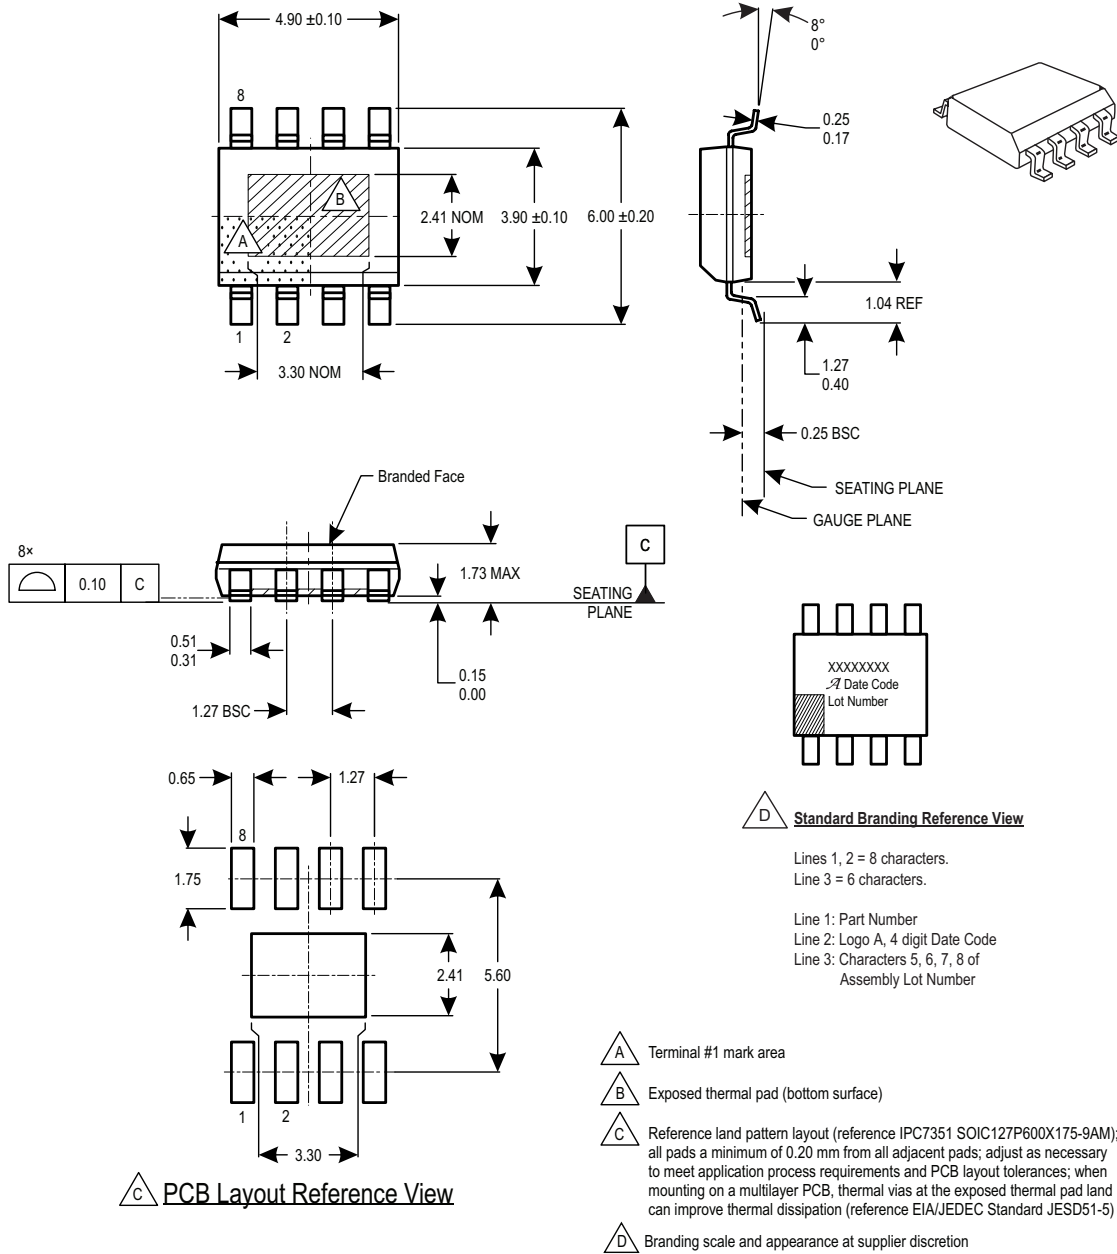 4.90 ±0.10
8°
0°
8
0.25
0.17
B
A
2.41 NOM
3.90 ±0.10
6.00 ±0.20
1.04 REF
1
2
3.30 NOM
1.27
0.40
0.25 BSC
SEATING PLANE
GAUGE PLANE
Branded Face
8×
0.10
C
1.73 MAX
C
SEATING
PLANE
0.51
0.31
0.15
0.00
1.27 BSC
XXXXXXXX
A Date Code
Lot Number
0.65
1.27
8
1.75
2.41
5.60
1
2
3.30
C PCB Layout Reference View
D Standard Branding Reference View
Lines 1, 2 = 8 characters.
Line 3 = 6 characters.
Line 1: Part Number
Line 2: Logo A, 4 digit Date Code
Line 3: Characters 5, 6, 7, 8 of
Assembly Lot Number
A Terminal #1 mark area
B Exposed thermal pad (bottom surface)
C Reference land pattern layout (reference IPC7351 SOIC127P600X175-9AM);
all pads a minimum of 0.20 mm from all adjacent pads; adjust as necessary
to meet application process requirements and PCB layout tolerances; when
mounting on a multilayer PCB, thermal vias at the exposed thermal pad land
can improve thermal dissipation (reference EIA/JEDEC Standard JESD51-5)
D Branding scale and appearance at supplier discretion